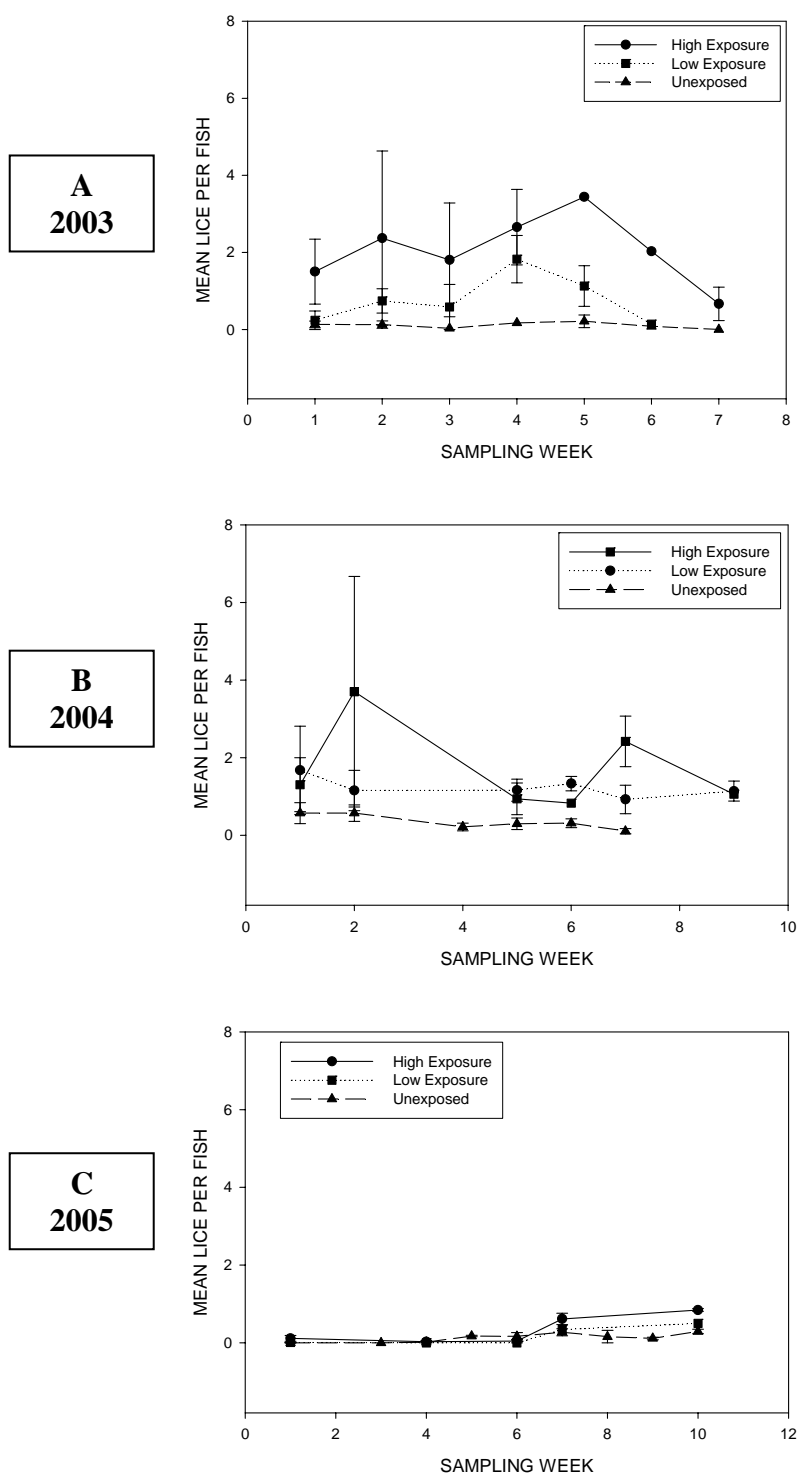 A
2003
MEAN LICE PER FISH
8
6
4
2
0
High Exposure
Low Exposure
Unexposed
0 1 2 3 4 5 6 7 8
SAMPLING WEEK
B
2004
MEAN LICE PER FISH
8
6
4
2
0
High Exposure
Low Exposure
Unexposed
0 2 4 6 8 10
SAMPLING WEEK
C
2005
MEAN LICE PER FISH
8
6
4
2
0
High Exposure
Low Exposure
Unexposed
0 2 4 6 8 10 12
SAMPLING WEEK